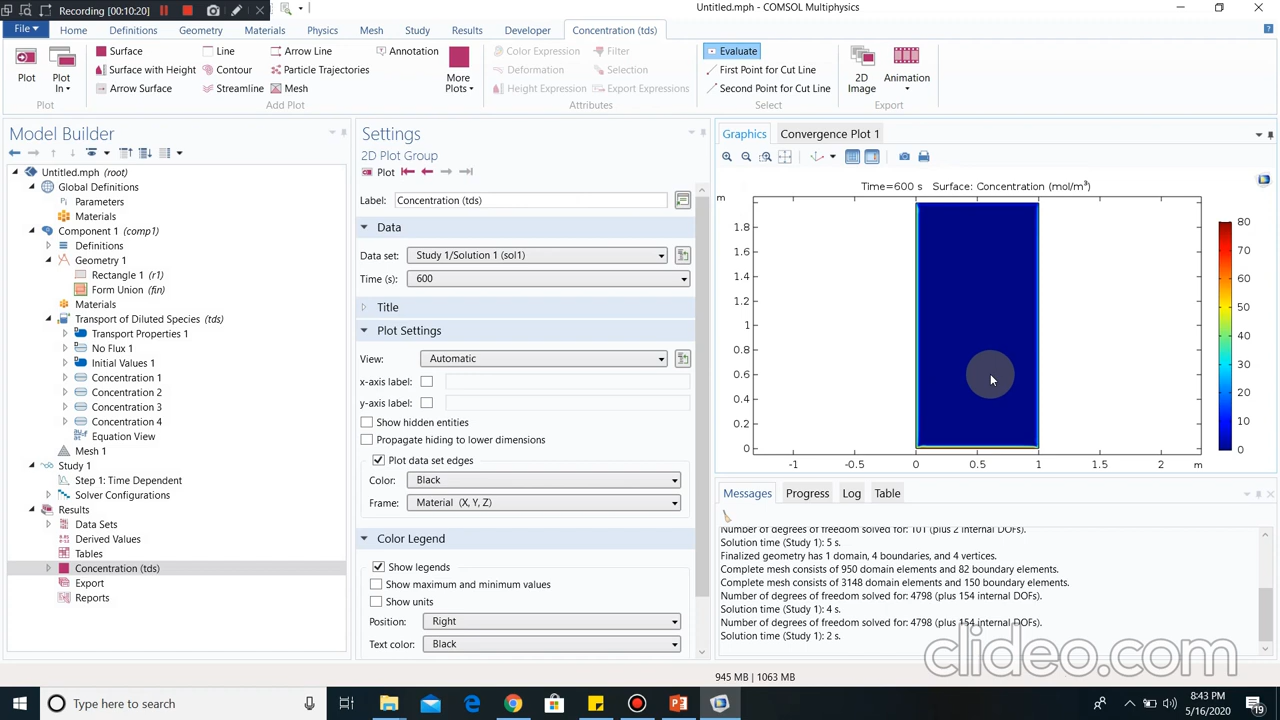 Recording [00:10:20]
Untitled.mph - COMSOL Multiphysics
File
Home
Definitions
Geometry
Materials
Physics
Mesh
Study
Results
Developer
Concentration (tds)
Plot
Plot In
Surface
Surface with Height
Arrow Surface
Line
Contour
Streamline
Arrow Line
Particle Trajectories
Mesh
Annotation
More Plots
Color Expression
Deformation
Height Expression
Filter
Selection
Export Expressions
Evaluate
First Point for Cut Line
Second Point for Cut Line
2D Image
Animation
Plot
Add Plot
Attributes
Select
Export
Model Builder
Untitled.mph (root)
Global Definitions
Parameters
Materials
Component 1 (comp1)
Definitions
Geometry 1
Rectangle 1 (r1)
Form Union (fin)
Materials
Transport of Diluted Species (tds)
Transport Properties 1
No Flux 1
Initial Values 1
Concentration 1
Concentration 2
Concentration 3
Concentration 4
Equation View
Mesh 1
Study 1
Step 1: Time Dependent
Solver Configurations
Results
Data Sets
Derived Values
Tables
Concentration (tds)
Export
Reports
Settings
2D Plot Group
Plot
Label: Concentration (tds)
Data
Data set: Study 1/Solution 1 (sol1)
Time (s): 600
Title
Plot Settings
View: Automatic
x-axis label:
y-axis label:
Show hidden entities
Propagate hiding to lower dimensions
Plot data set edges
Color: Black
Frame: Material (X, Y, Z)
Color Legend
Show legends
Show maximum and minimum values
Show units
Position: Right
Text color: Black
Graphics
Convergence Plot 1
Time=600 s Surface: Concentration (mol/m³)
m
1.8
1.6
1.4
1.2
1
0.8
0.6
0.4
0.2
0
-1
-0.5
0
0.5
1
1.5
2
m
80
70
60
50
40
30
20
10
0
Messages
Progress
Log
Table
Number of degrees of freedom solved for: 101 (plus 2 internal DOFs).
Solution time (Study 1): 5 s.
Finalized geometry has 1 domain, 4 boundaries, and 4 vertices.
Complete mesh consists of 950 domain elements and 82 boundary elements.
Complete mesh consists of 3148 domain elements and 150 boundary elements.
Number of degrees of freedom solved for: 4798 (plus 154 internal DOFs).
Solution time (Study 1): 4 s.
Number of degrees of freedom solved for: 4798 (plus 154 internal DOFs).
Solution time (Study 1): 2 s.
clideo.com
945 MB | 1063 MB
Type here to search
8:43 PM
5/16/2020
19